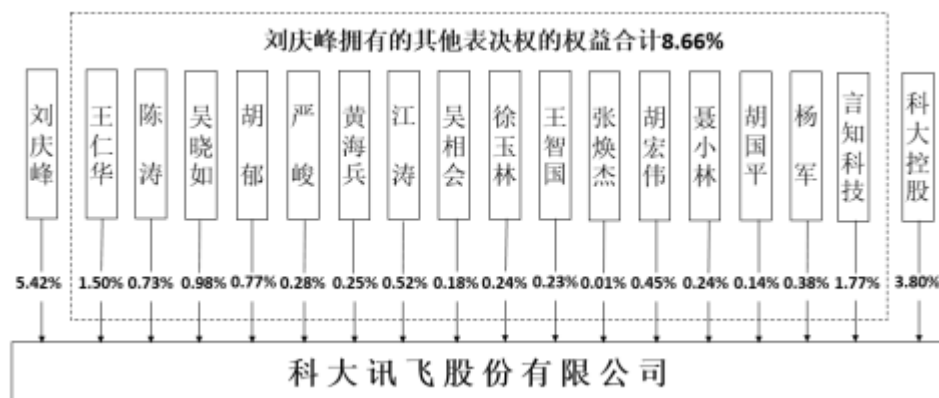 刘庆峰拥有的其他表决权的权益合计8.66%
刘庆峰
王仁华
陈涛
吴晓如
胡郁
严峻
黄海兵
江涛
吴相会
徐玉林
王智国
张焕杰
胡宏伟
聂小林
胡国平
杨军
言知科技
科大控股
5.42% 1.50% 0.73% 0.98% 0.77% 0.28% 0.25% 0.52% 0.18% 0.24% 0.23% 0.01% 0.45% 0.24% 0.14% 0.38% 1.77% 3.80%
科大讯飞股份有限公司